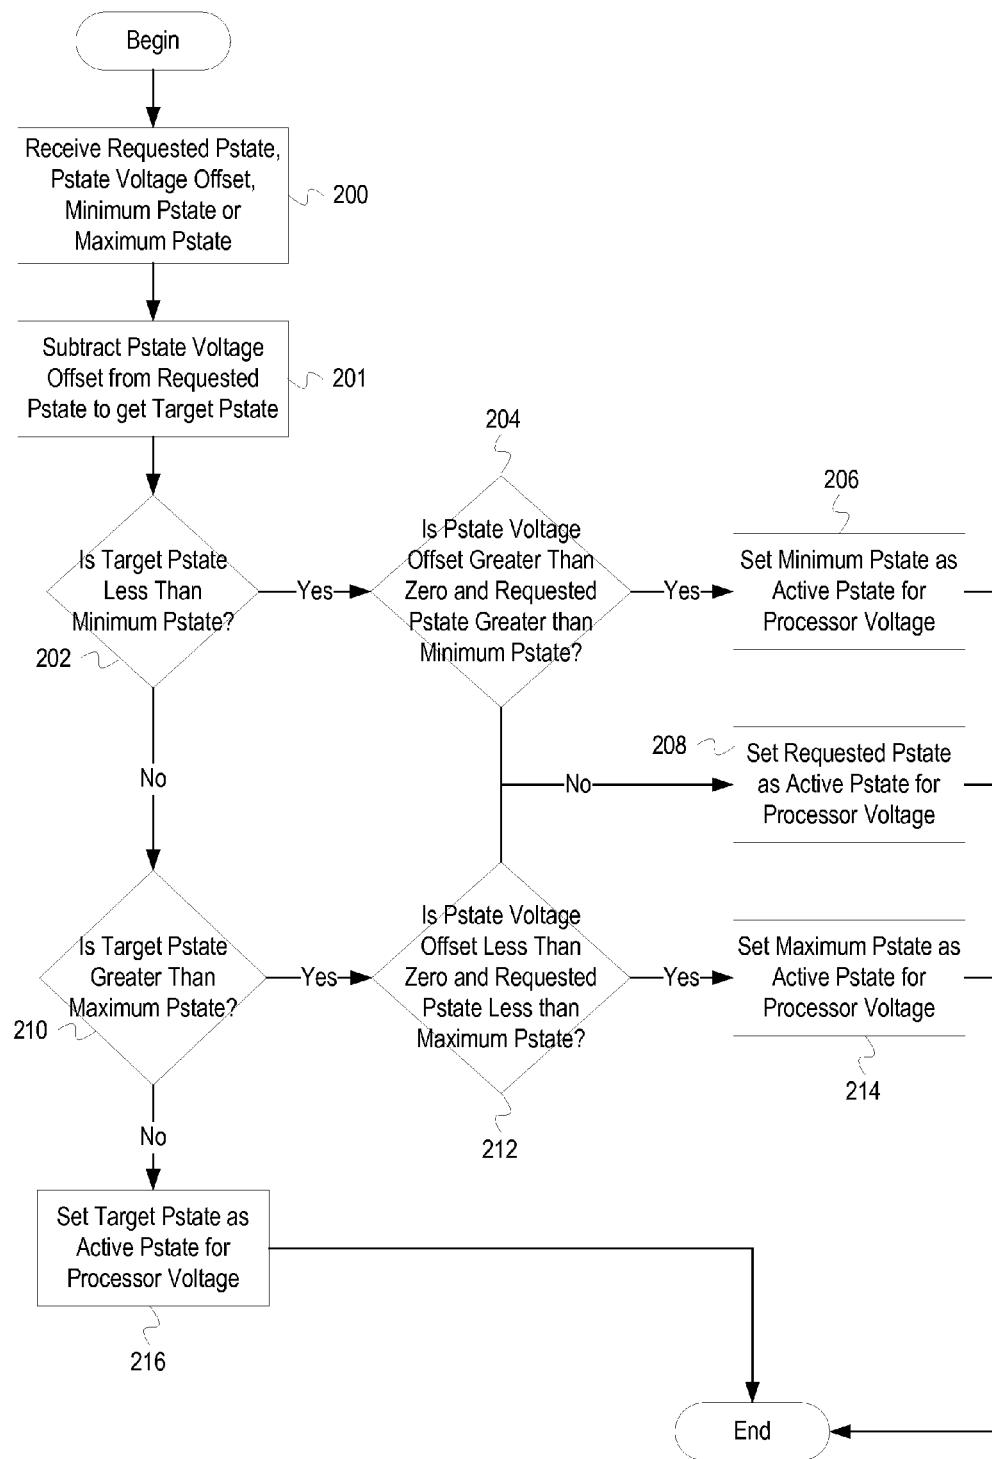 Begin
Receive Requested Pstate,
Pstate Voltage Offset,
Minimum Pstate or
Maximum Pstate
200
Subtract Pstate Voltage
Offset from Requested
Pstate to get Target Pstate
201
Is Target Pstate
Less Than
Minimum Pstate?
202
Yes
204
Is Pstate Voltage
Offset Greater Than
Zero and Requested
Pstate Greater than
Minimum Pstate?
Yes
206
Set Minimum Pstate as
Active Pstate for
Processor Voltage
No
No
208
Set Requested Pstate
as Active Pstate for
Processor Voltage
Is Target Pstate
Greater Than
Maximum Pstate?
210
Yes
Is Pstate Voltage
Offset Less Than
Zero and Requested
Pstate Less than
Maximum Pstate?
212
Yes
Set Maximum Pstate as
Active Pstate for
Processor Voltage
214
No
Set Target Pstate as
Active Pstate for
Processor Voltage
216
End